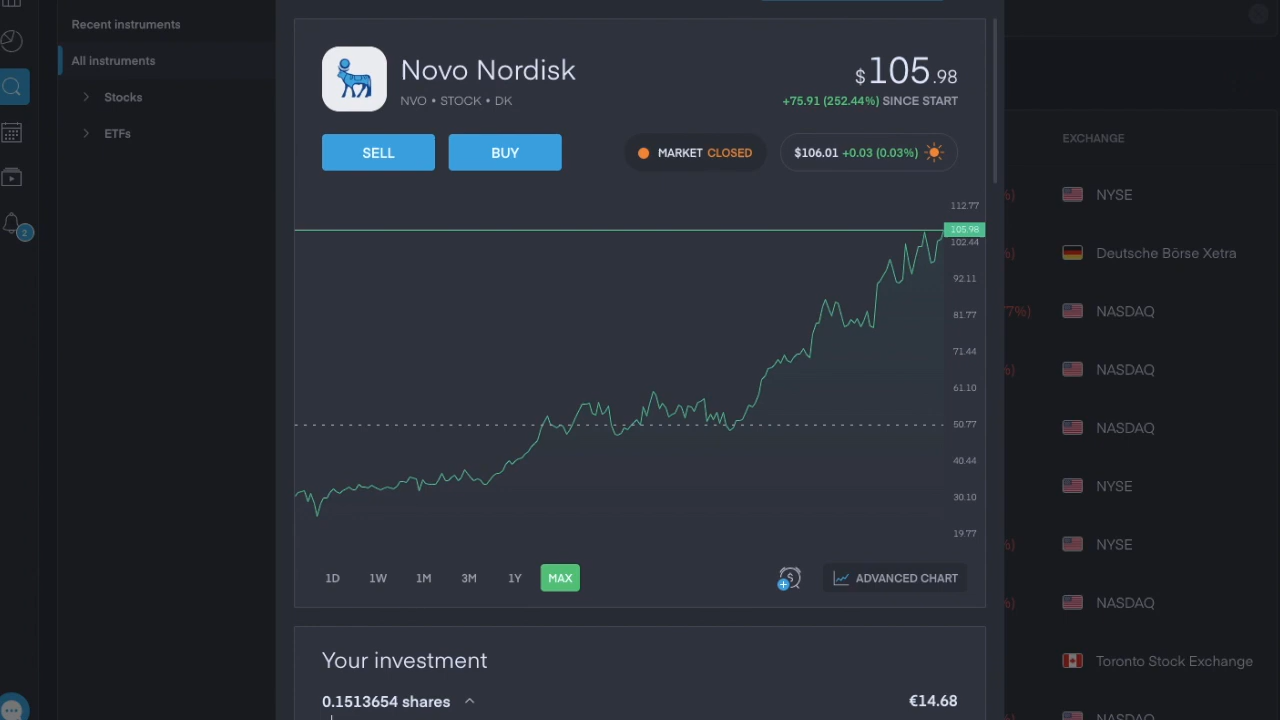 Recent instruments
All instruments
Stocks
ETFs
2
Novo Nordisk
NVO • STOCK • DK
$105.98
+75.91 (252.44%) SINCE START
SELL
BUY
MARKET CLOSED
$106.01 +0.03 (0.03%)
112.77
105.98
102.44
92.11
81.77
71.44
61.10
50.77
40.44
30.10
19.77
1D
1W
1M
3M
1Y
MAX
ADVANCED CHART
Your investment
0.1513654 shares
€14.68
EXCHANGE
%)
NYSE
%)
Deutsche Börse Xetra
7%)
NASDAQ
%)
NASDAQ
NASDAQ
NYSE
%)
NYSE
%)
NASDAQ
Toronto Stock Exchange
NASDAQ